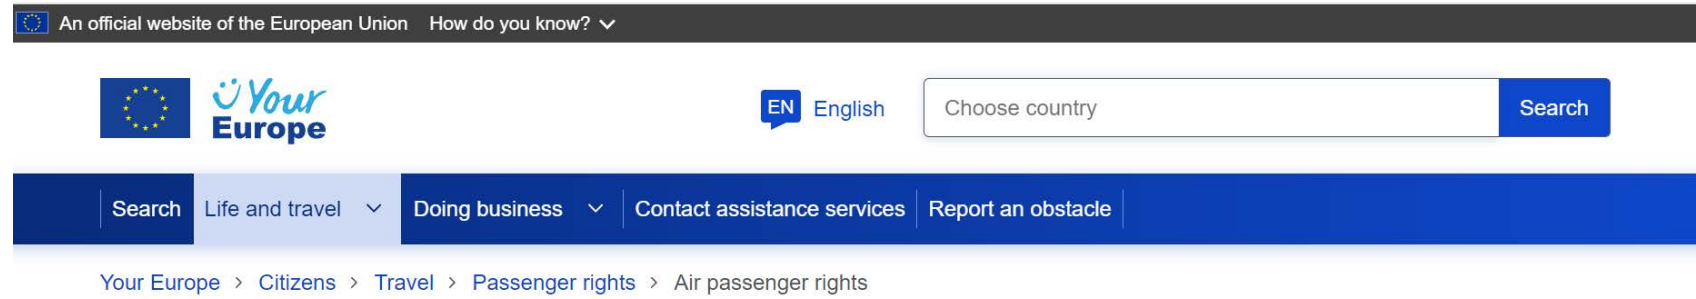 An official website of the European Union How do you know?
Your
Europe
EN English
Choose country
Search
Search Life and travel Doing business Contact assistance services Report an obstacle
Your Europe > Citizens > Travel > Passenger rights > Air passenger rights